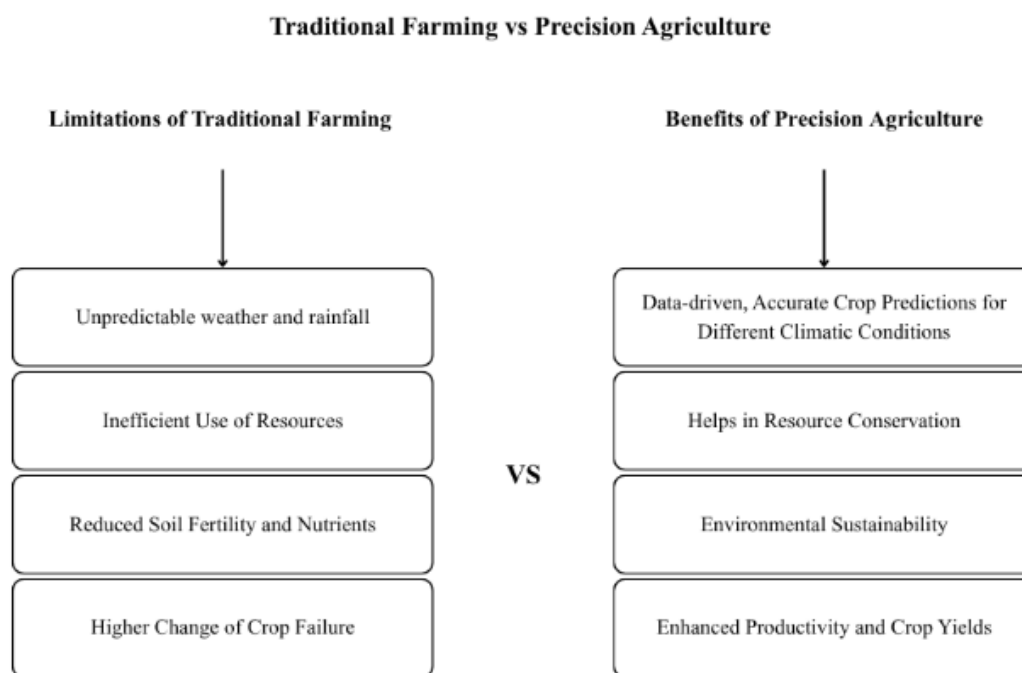 Traditional Farming vs Precision Agriculture
Limitations of Traditional Farming
Unpredictable weather and rainfall
Inefficient Use of Resources
Reduced Soil Fertility and Nutrients
Higher Change of Crop Failure
VS
Benefits of Precision Agriculture
Data-driven, Accurate Crop Predictions for
Different Climatic Conditions
Helps in Resource Conservation
Environmental Sustainability
Enhanced Productivity and Crop Yields